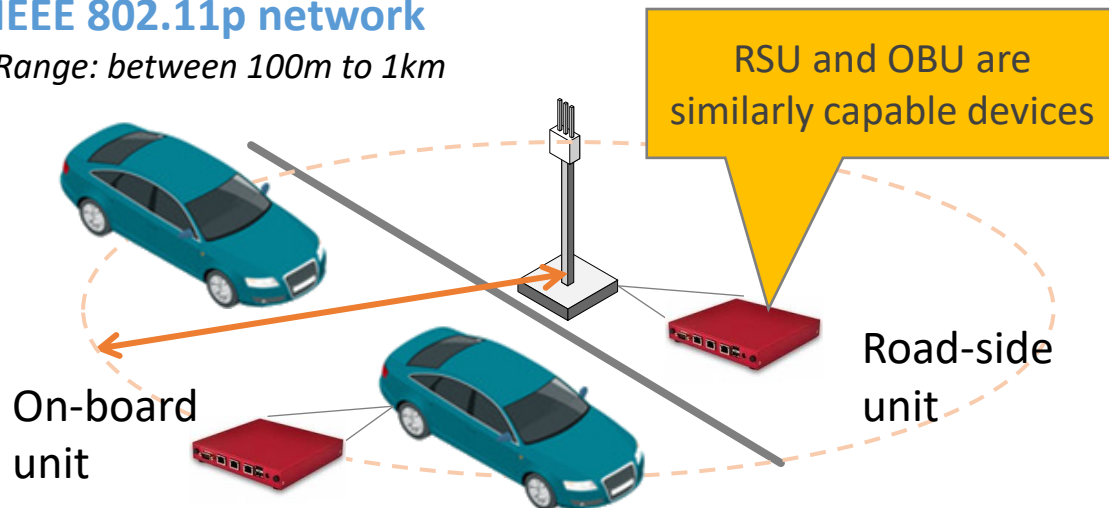 IEEE 802.11p network
Range: between 100m to 1km
RSU and OBU are
similarly capable devices
Road-side
unit
On-board
unit